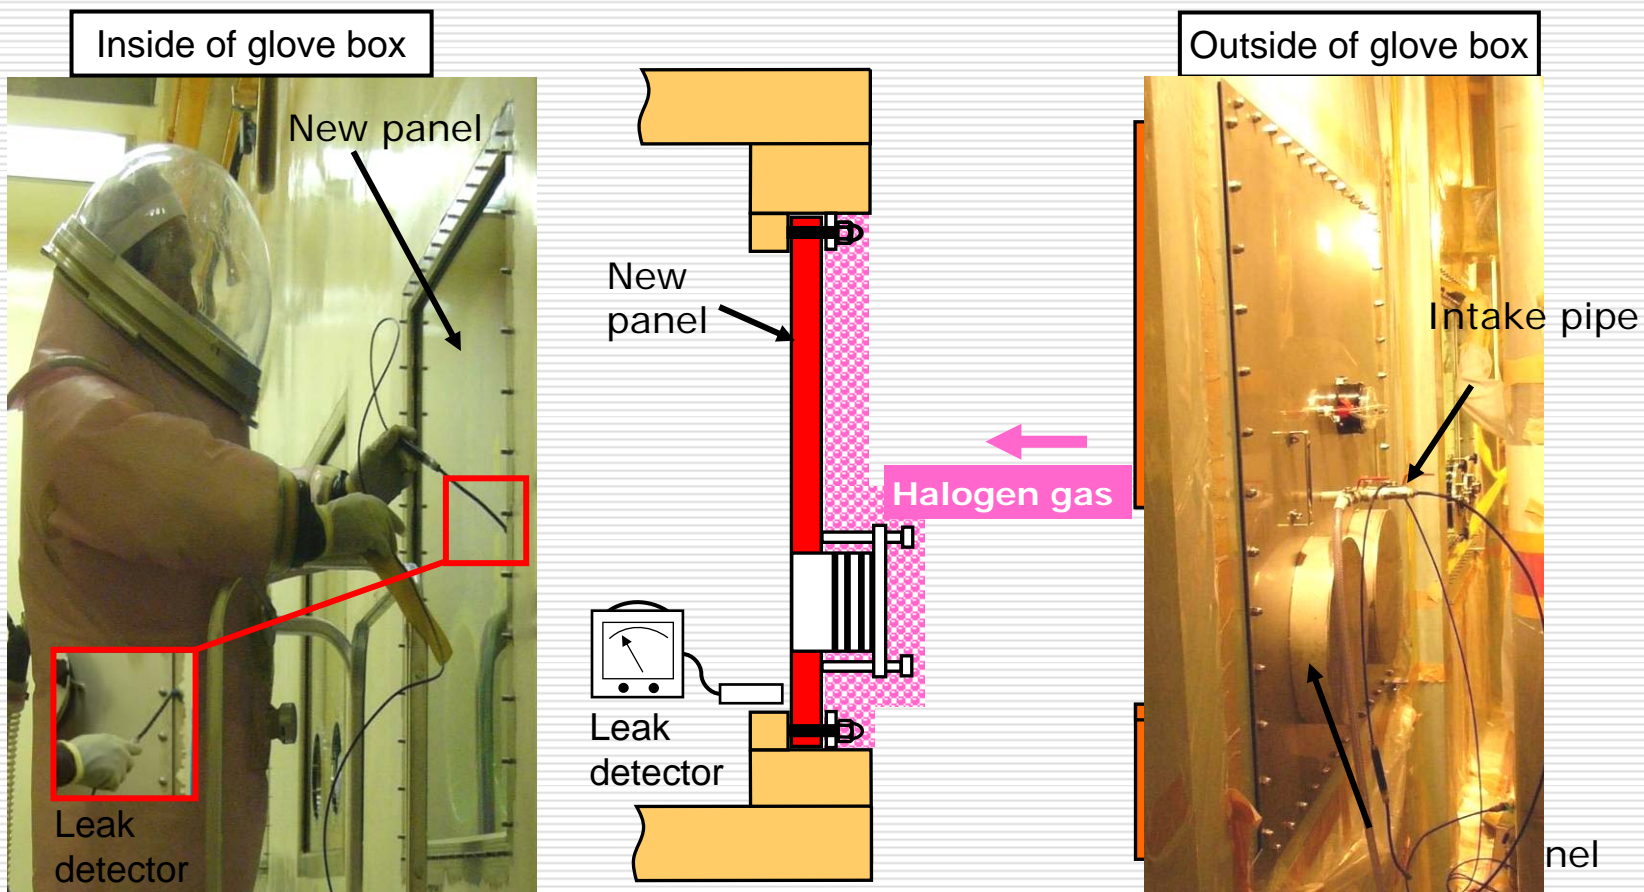 Inside of glove box
Outside of glove box
New panel
New
panel
Intake pipe
Halogen gas
Leak
detector
Leak
detector